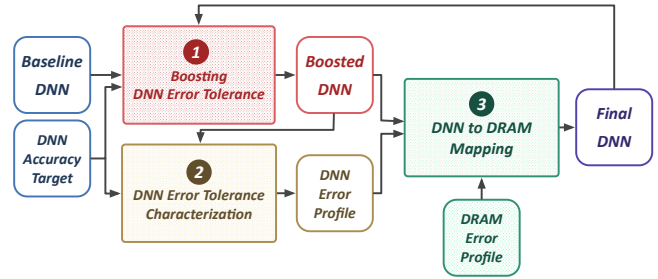 Baseline
DNN
DNN
Accuracy
Target
1
Boosting
DNN Error Tolerance
Boosted
DNN
2
DNN Error Tolerance
Characterization
DNN
Error
Profile
3
DNN to DRAM
Mapping
DRAM
Error
Profile
Final
DNN